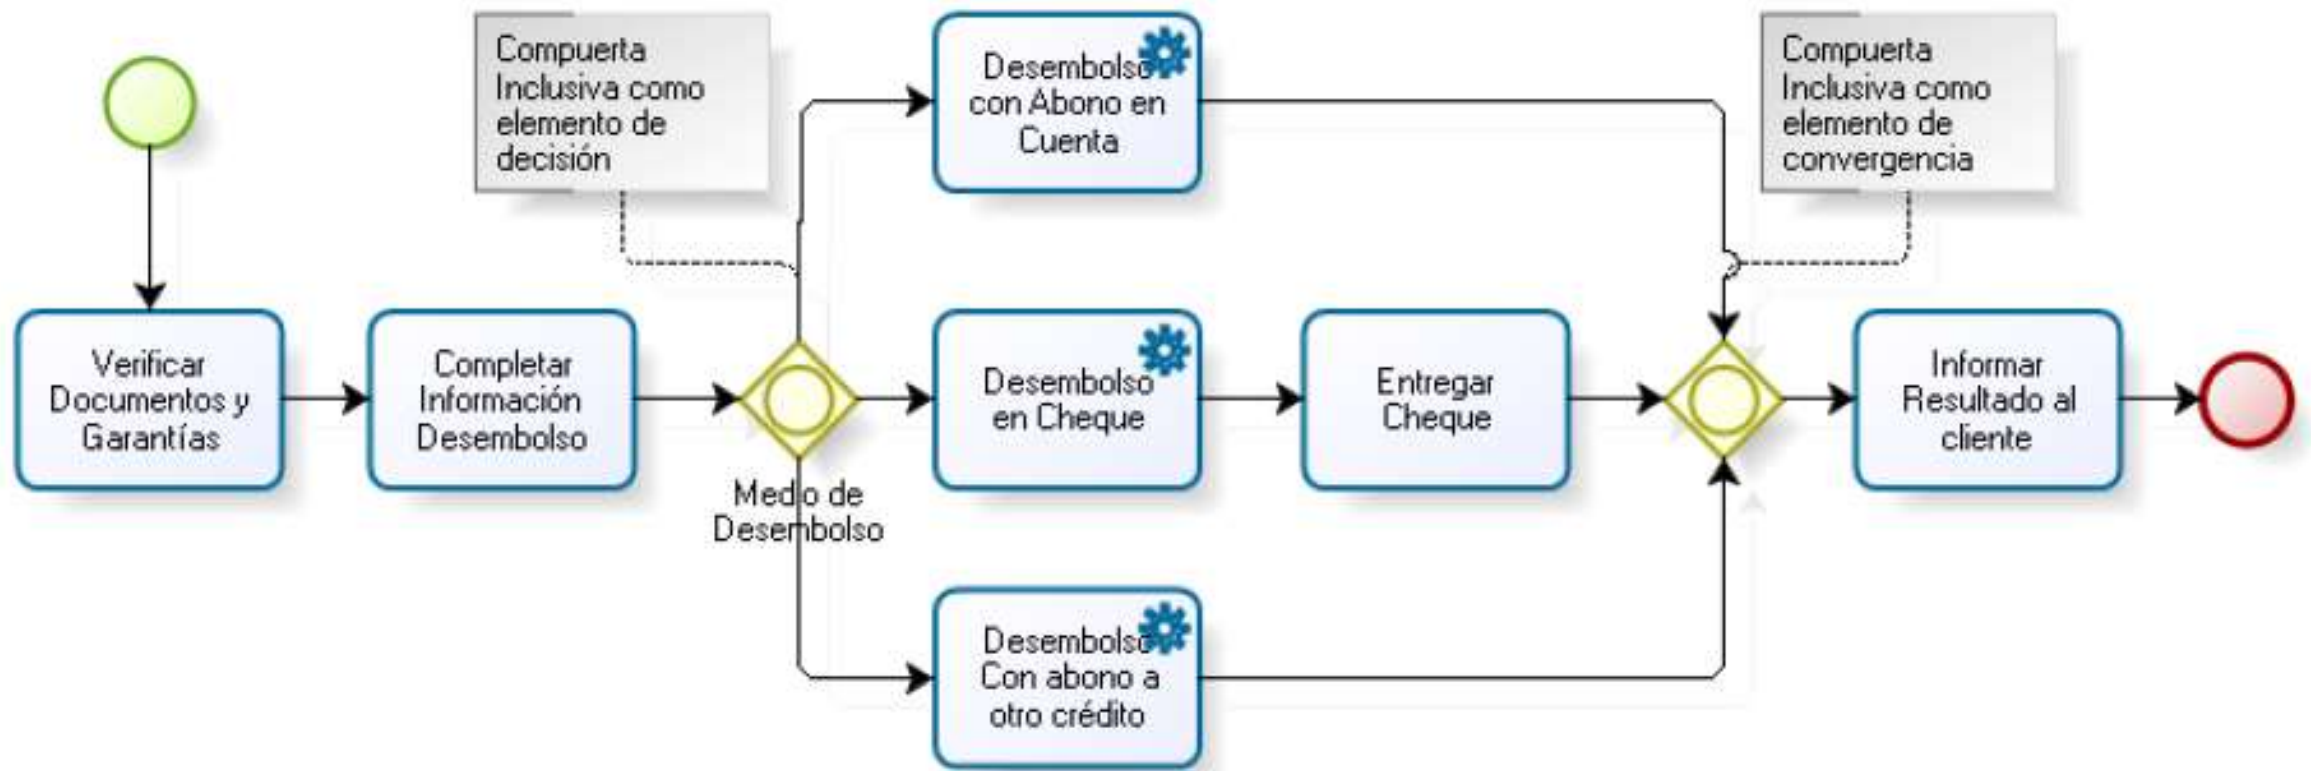 Compuerta
Inclusiva como
elemento de
decisión
Desembolso
con Abono en
Cuenta
Compuerta
Inclusiva como
elemento de
convergencia
Verificar
Documentos y
Garantías
Completar
Información
Desembolso
Medio de
Desembolso
Desembolso
en Cheque
Entregar
Cheque
Informar
Resultado al
cliente
Desembolso
Con abono a
otro crédito